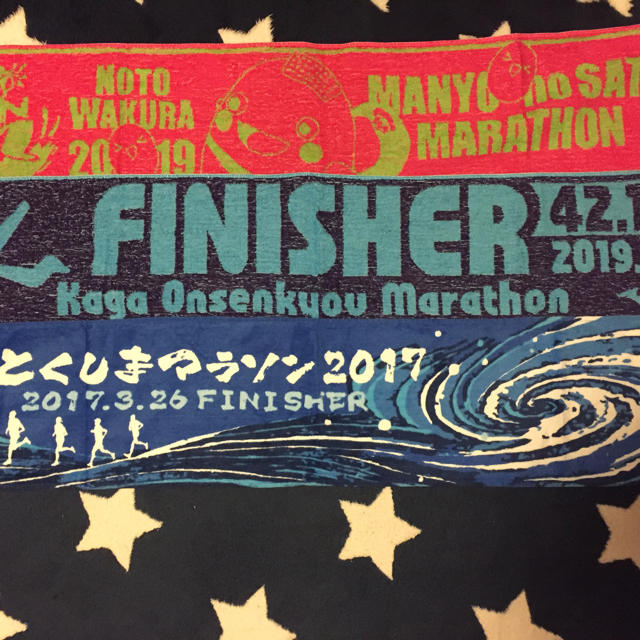 NOTO
WAKURA
2019
MANYO no SAT
MARATHON
FINISHER
42.1
2019.
Kaga Onsenkyou Marathon
とくしまマラソン2017
2017.3.26 FINISHER